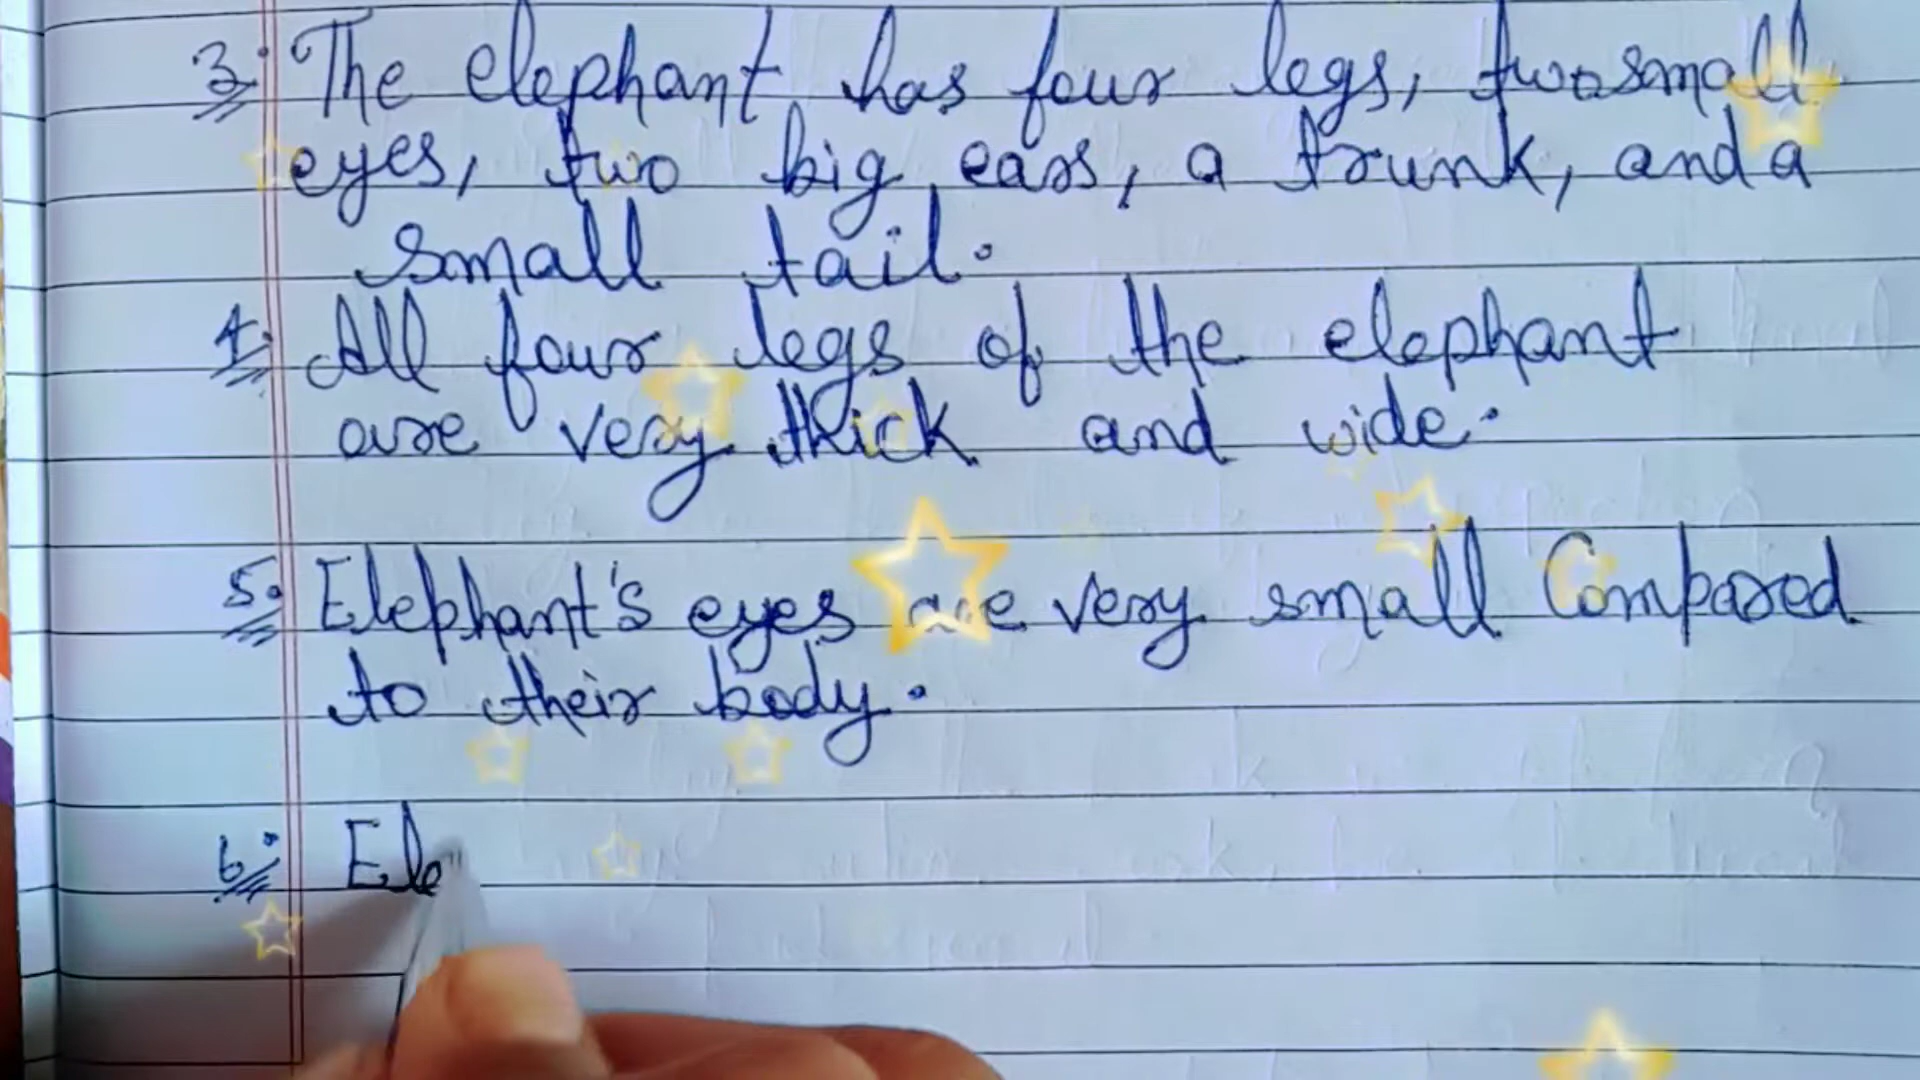 3. The elephant has four legs, two small
eyes, two big ears, a trunk, and a
small tail.
4. All four legs of the elephant
are very thick and wide.
5. Elephant's eyes are very small Compared
to their body.
6. Ele